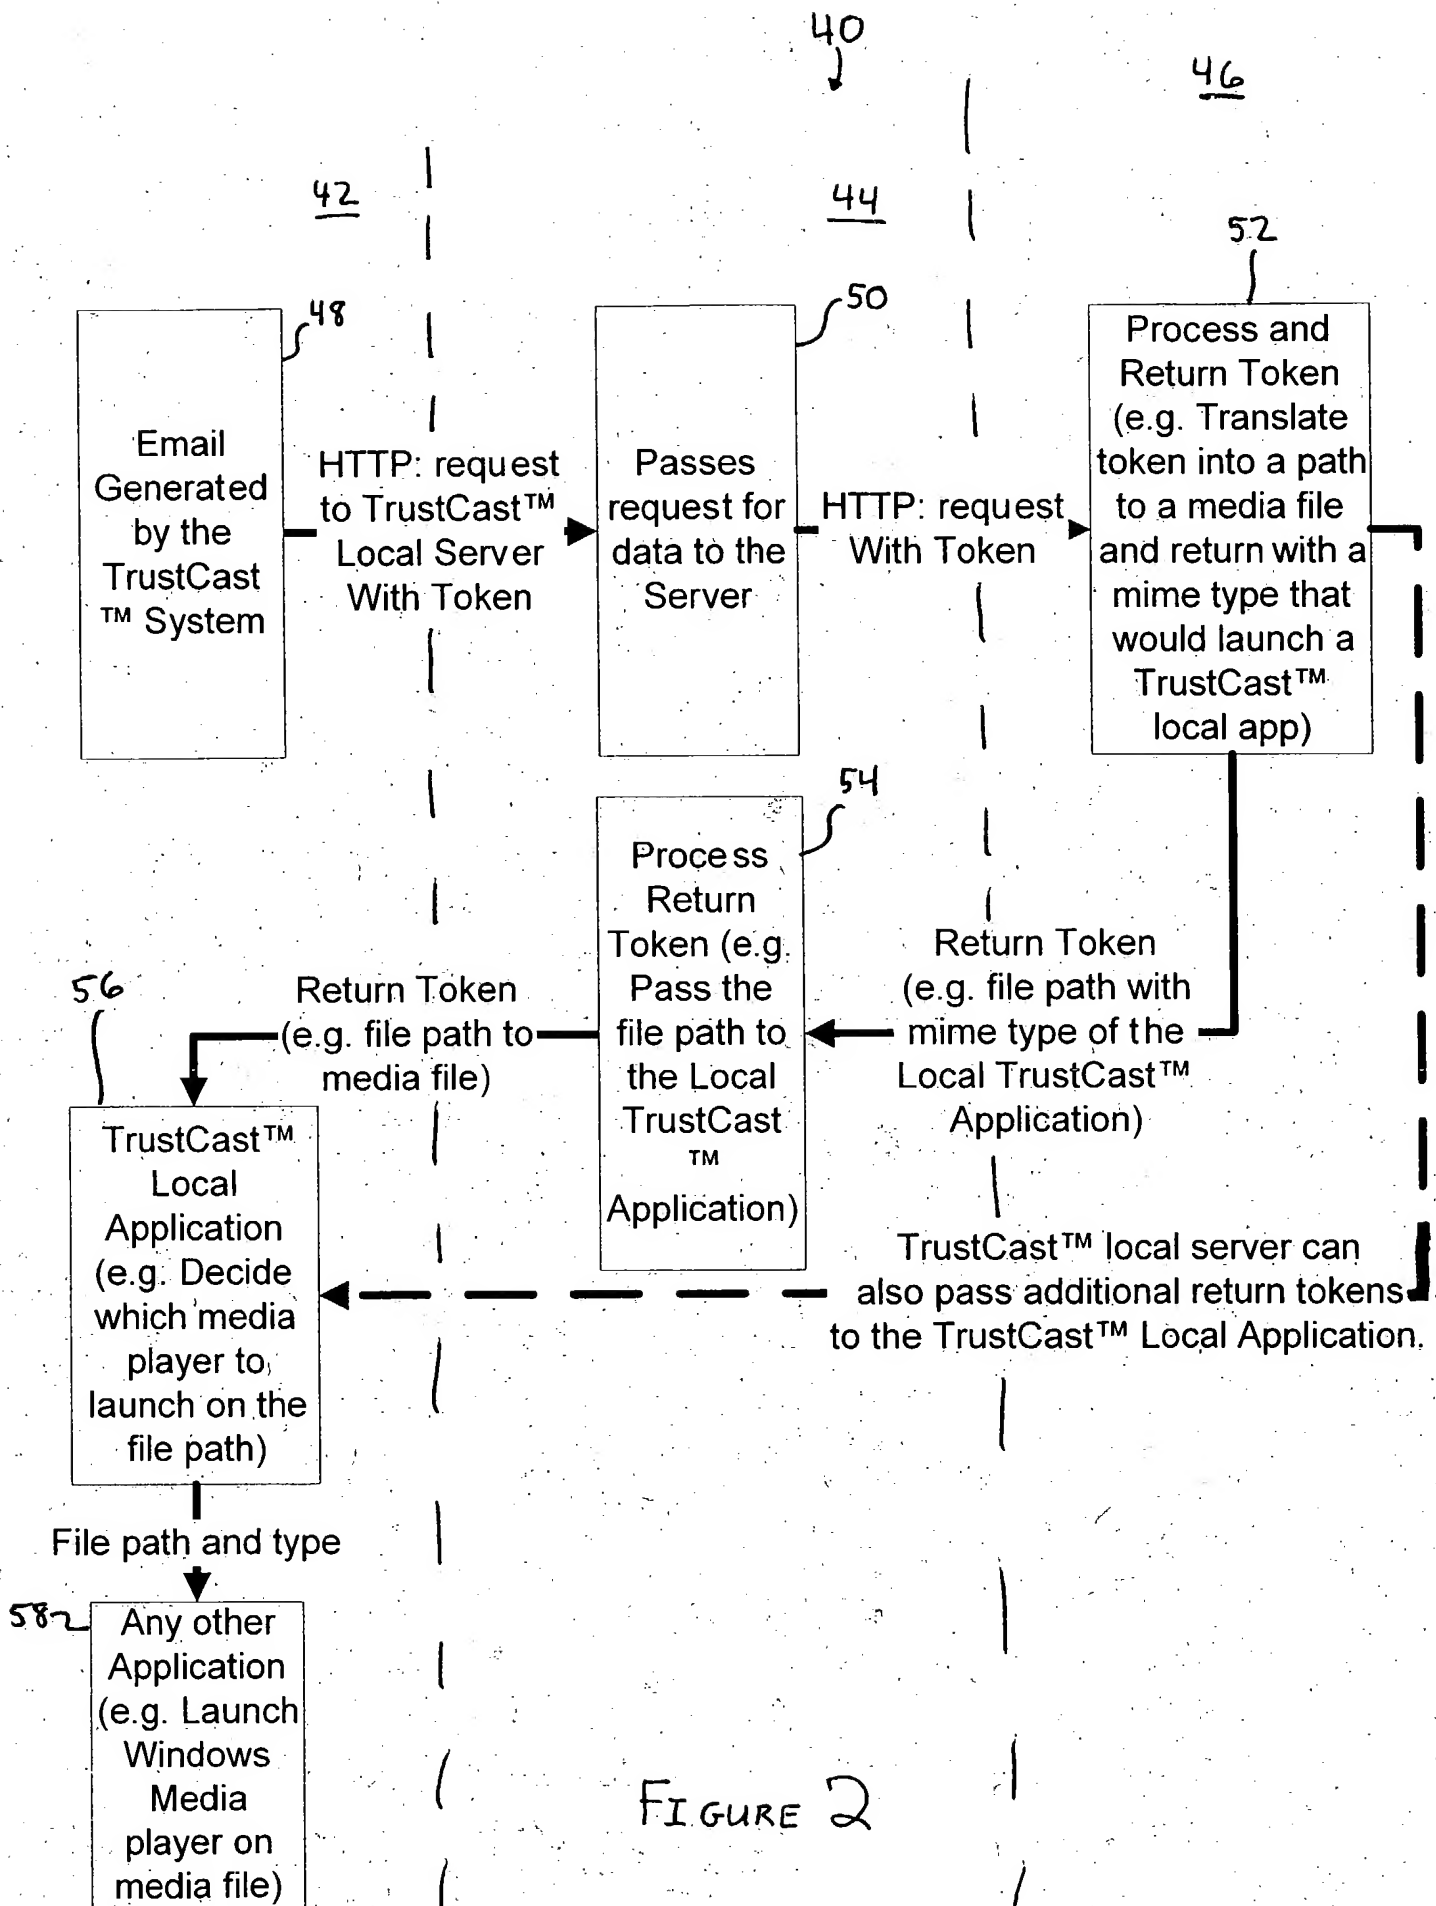 40
46
42
44
52
48
50
Email
Generated
by the
TrustCast
™ System
HTTP: request
to TrustCast™
Local Server
With Token
Passes
request for
data to the
Server
HTTP: request
With Token
Process and
Return Token
(e.g. Translate
token into a path
to a media file
and return with a
mime type that
would launch a
TrustCast™
local app)
54
Process
Return
Token (e.g.
Pass the
file path to
the Local
TrustCast
™
Application)
Return Token
(e.g. file path with
mime type of the
Local TrustCast™
Application)
56
Return Token
(e.g. file path to
media file)
TrustCast™
Local
Application
(e.g. Decide
which media
player to
launch on the
file path)
TrustCast™ local server can
also pass additional return tokens
to the TrustCast™ Local Application.
File path and type
58
Any other
Application
(e.g. Launch
Windows
Media
player on
media file)
FIGURE 2